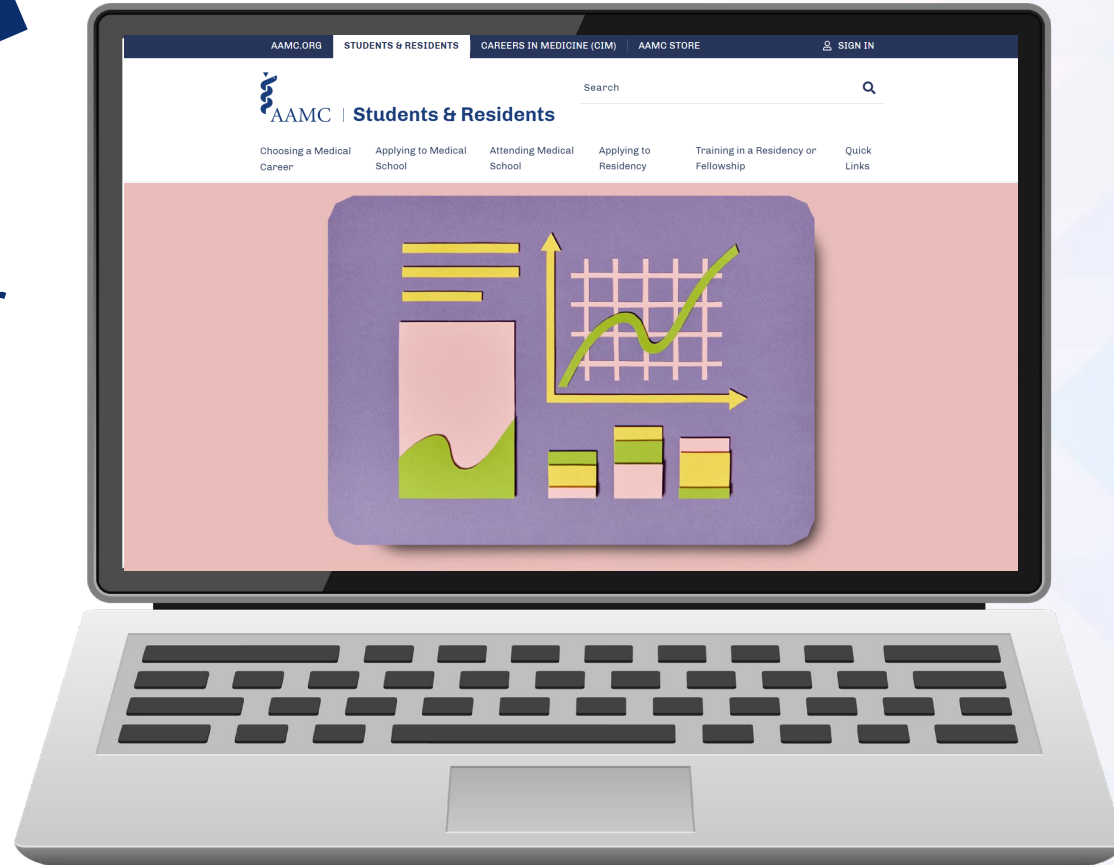 AAMC.ORG STUDENTS & RESIDENTS CAREERS IN MEDICINE (CIM) AAMC STORE SIGN IN
Search
AAMC | Students & Residents
Choosing a Medical Career
Applying to Medical School
Attending Medical School
Applying to Residency
Training in a Residency or Fellowship
Quick Links